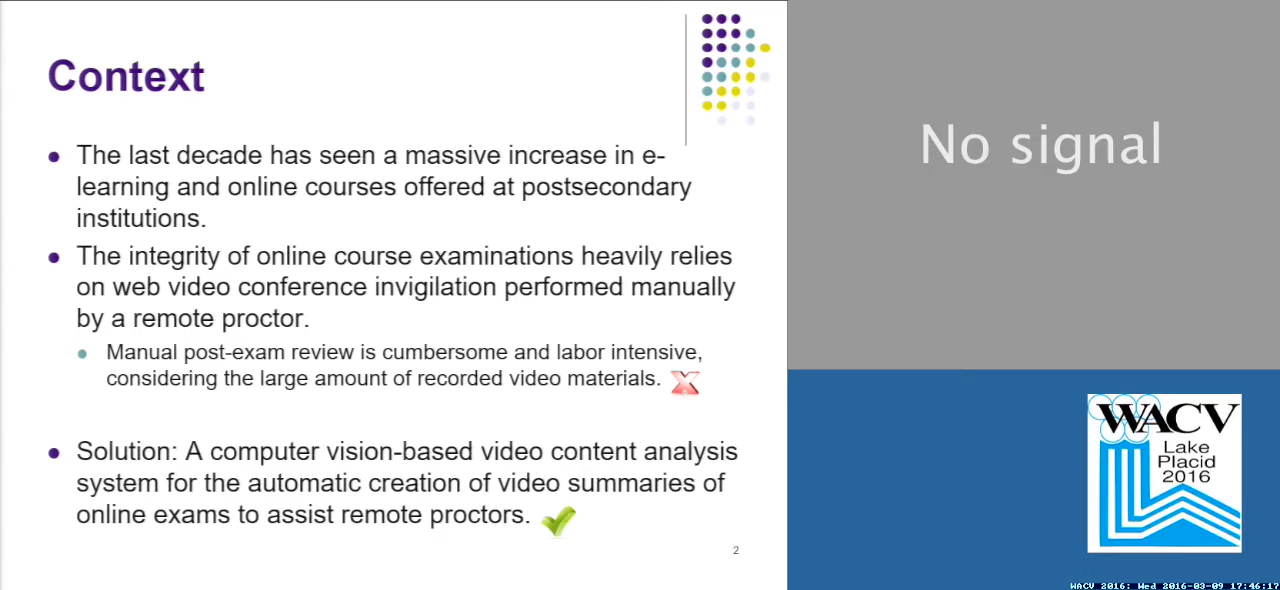 Context
The last decade has seen a massive increase in e-
learning and online courses offered at postsecondary
institutions.
The integrity of online course examinations heavily relies
on web video conference invigilation performed manually
by a remote proctor.
Manual post-exam review is cumbersome and labor intensive,
considering the large amount of recorded video materials.
Solution: A computer vision-based video content analysis
system for the automatic creation of video summaries of
online exams to assist remote proctors.
2
No signal
WACV
Lake
Placid
2016
WACV 2016: Wed 2016-03-09 17:46:17